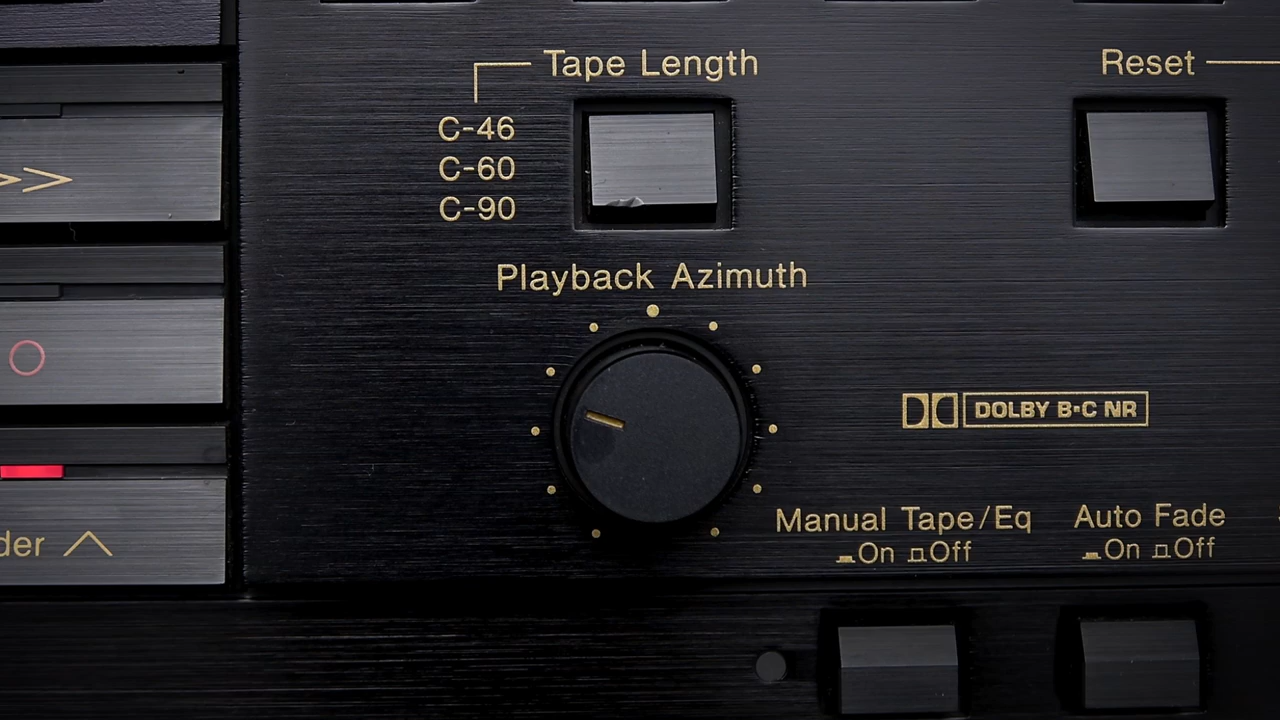 Tape Length
Reset
C-46
C-60
C-90
Playback Azimuth
DOLBY B·C NR
Manual Tape/Eq
On Off
Auto Fade
On Off
der